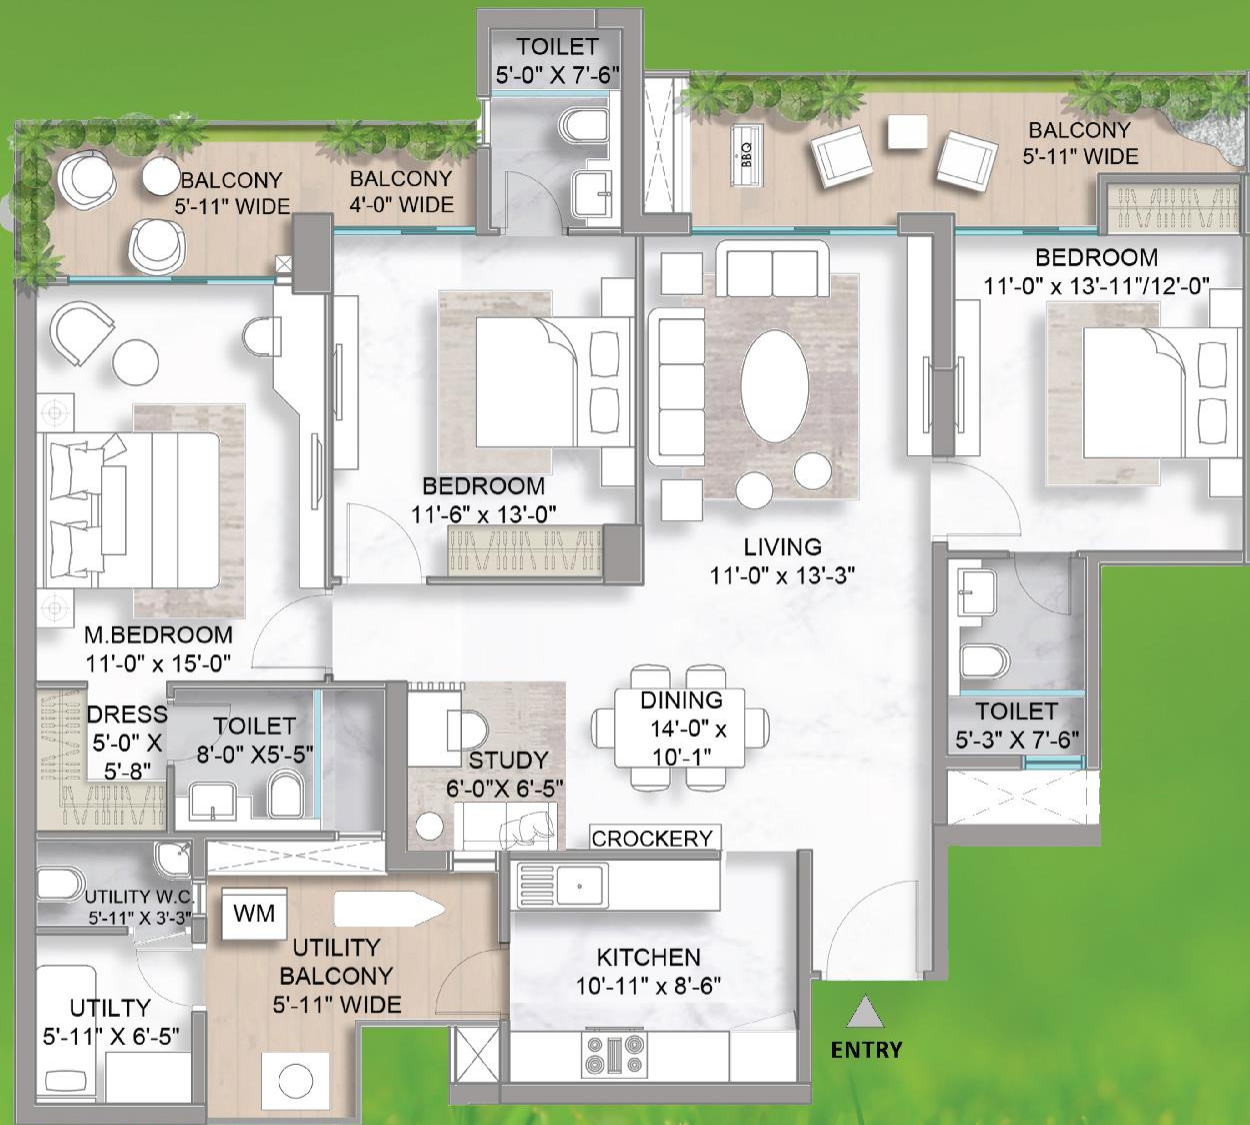 TOILET
5'-0" X 7'-6"
BALCONY
5'-11" WIDE
BALCONY
4'-0" WIDE
BBQ
BALCONY
5'-11" WIDE
BEDROOM
11'-0" x 13'-11"/12'-0"
BEDROOM
11'-6" x 13'-0"
LIVING
11'-0" x 13'-3"
M.BEDROOM
11'-0" x 15'-0"
DRESS
5'-0" X
5'-8"
TOILET
8'-0" X5'-5"
STUDY
6'-0"X 6'-5"
DINING
14'-0" x
10'-1"
TOILET
5'-3" X 7'-6"
CROCKERY
UTILITY W.C.
5'-11" X 3'-3"
WM
UTILITY
BALCONY
5'-11" WIDE
KITCHEN
10'-11" x 8'-6"
UTILTY
5'-11" X 6'-5"
ENTRY